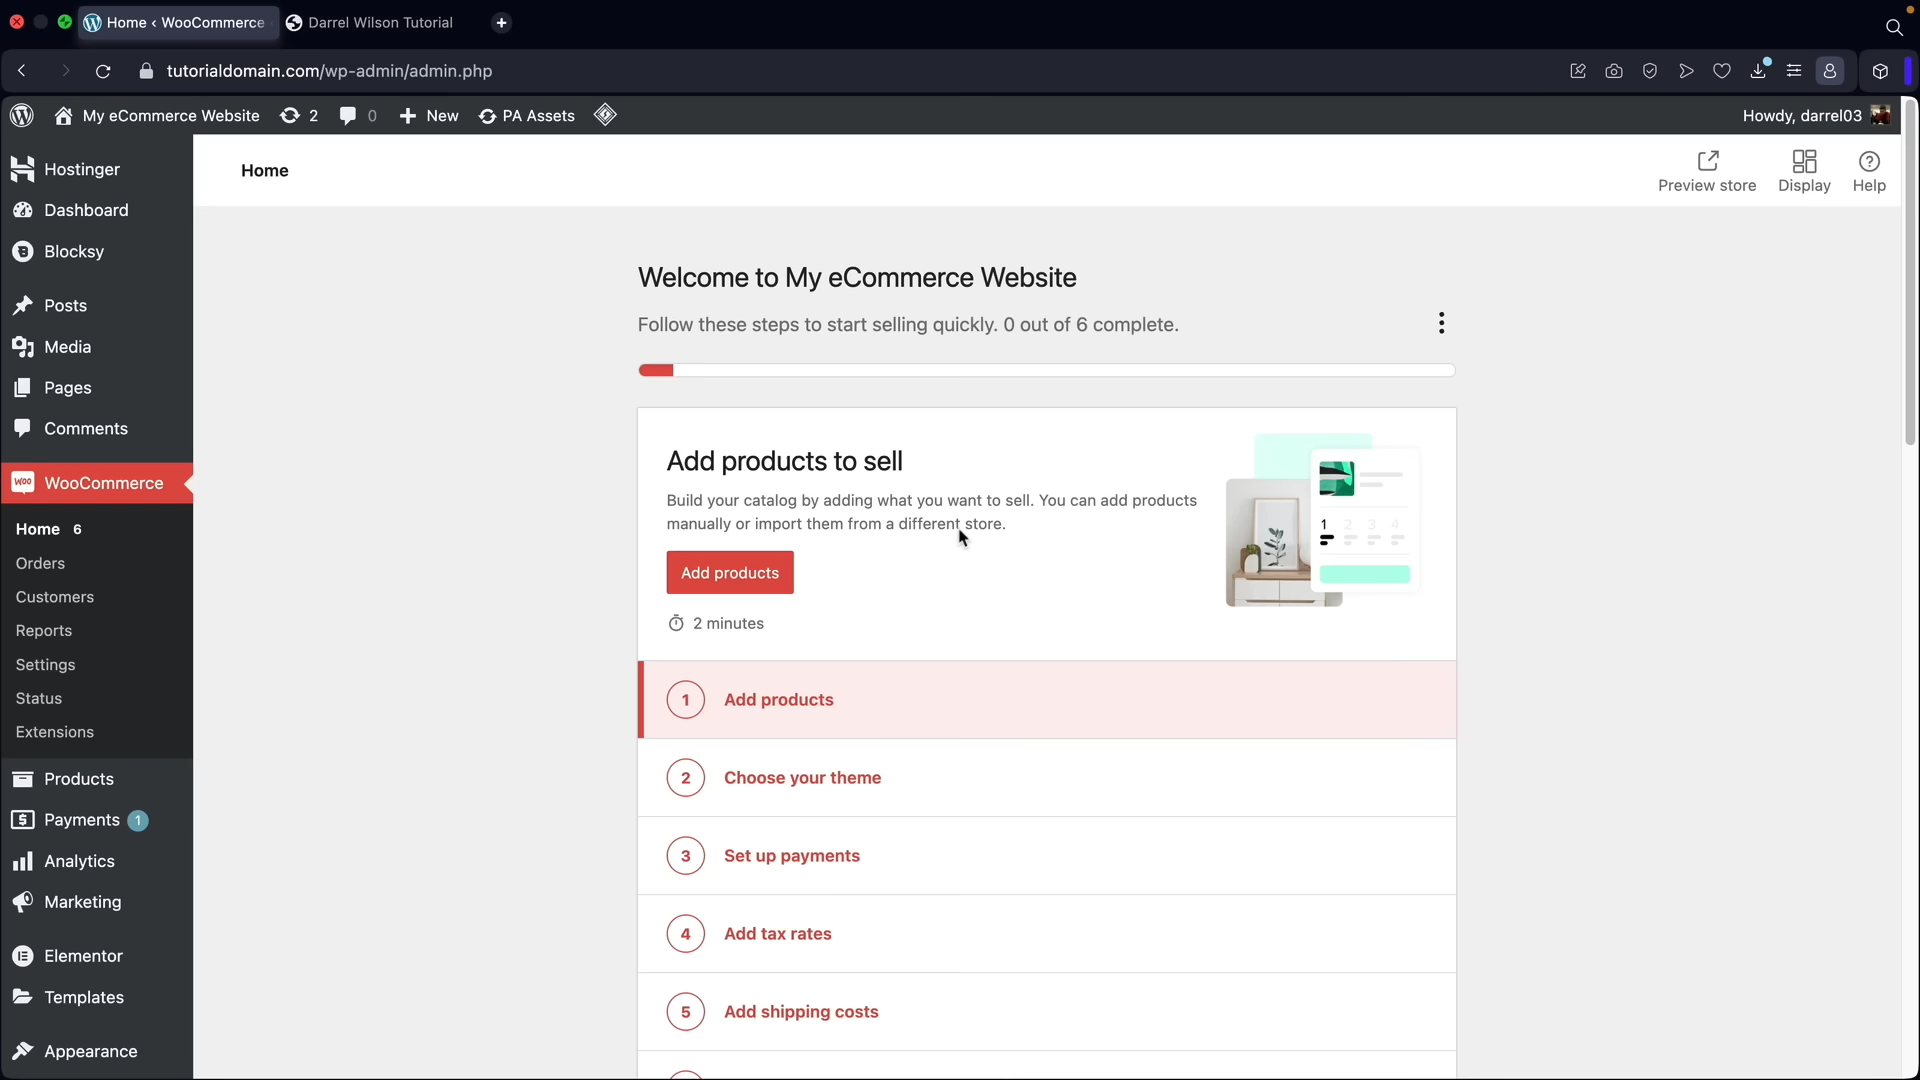 Home < WooCommerce
Darrel Wilson Tutorial
tutorialdomain.com/wp-admin/admin.php
My eCommerce Website
2
0
New
PA Assets
Howdy, darrel03
Hostinger
Dashboard
Blocksy
Posts
Media
Pages
Comments
WOO WooCommerce
Home 6
Orders
Customers
Reports
Settings
Status
Extensions
Products
Payments 1
Analytics
Marketing
Elementor
Templates
Appearance
Home
Preview store
Display
Help
Welcome to My eCommerce Website
Follow these steps to start selling quickly. 0 out of 6 complete.
Add products to sell
Build your catalog by adding what you want to sell. You can add products
manually or import them from a different store.
Add products
2 minutes
1 2 3 4
1 Add products
2 Choose your theme
3 Set up payments
4 Add tax rates
5 Add shipping costs